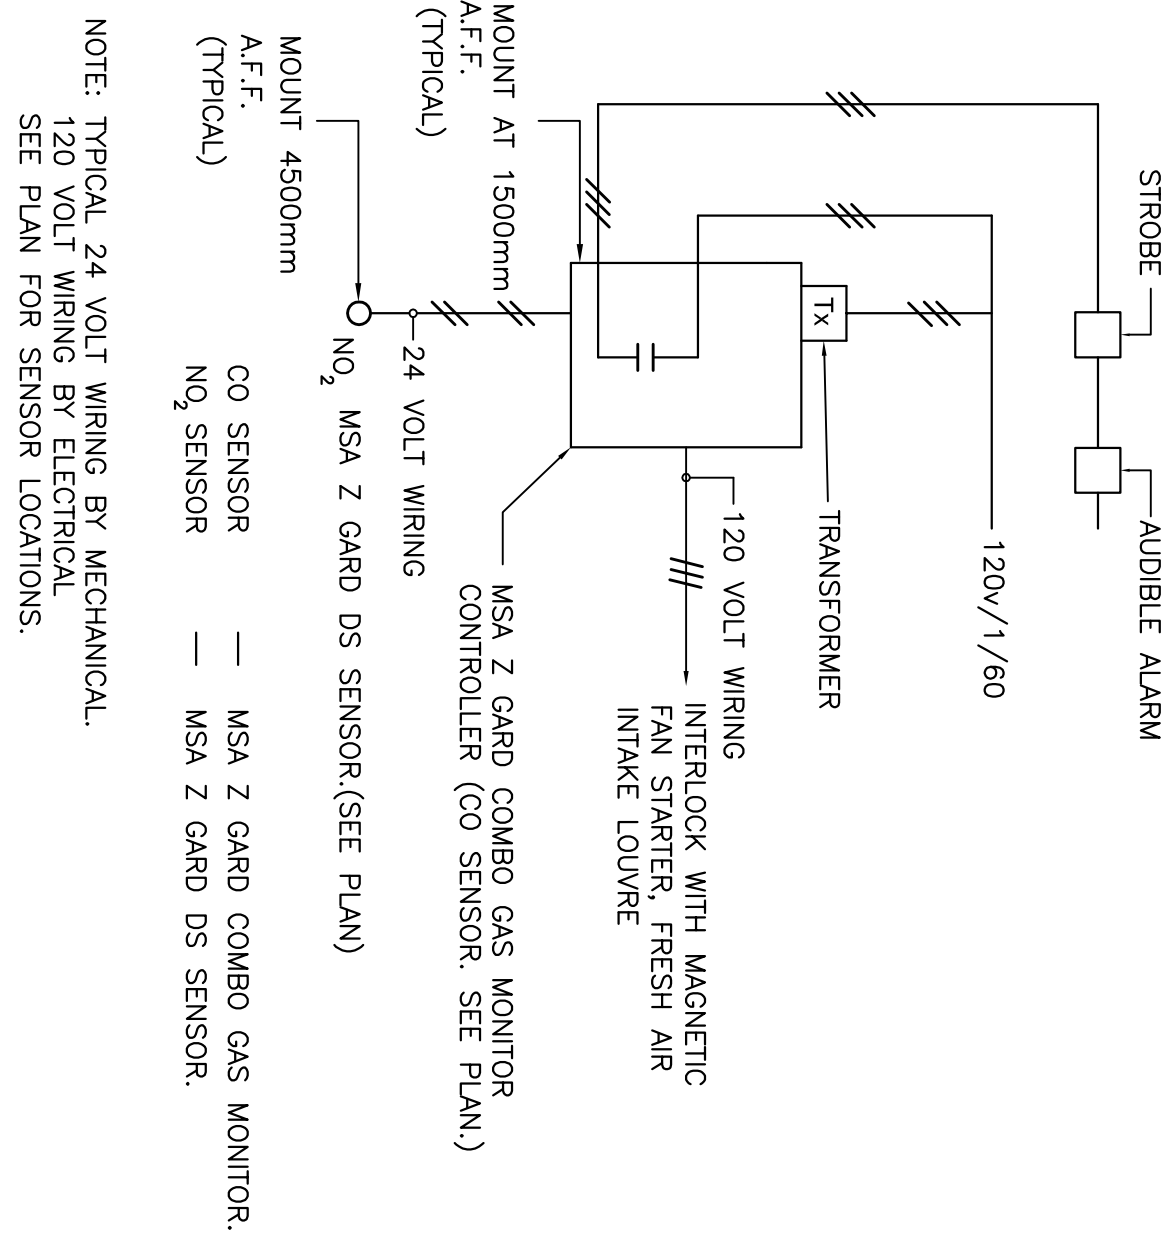 STROBE
AUDIBLE ALARM
120v/1/60
Tx
TRANSFORMER
120 VOLT WIRING
INTERLOCK WITH MAGNETIC
FAN STARTER, FRESH AIR
INTAKE LOUVRE
MOUNT AT 1500mm
A.F.F.
(TYPICAL)
MSA Z GARD COMBO GAS MONITOR
CONTROLLER (CO SENSOR. SEE PLAN.)
24 VOLT WIRING
NO₂ MSA Z GARD DS SENSOR.(SEE PLAN)
MOUNT 4500mm
A.F.F.
(TYPICAL)
CO SENSOR — MSA Z GARD COMBO GAS MONITOR.
NO₂ SENSOR — MSA Z GARD DS SENSOR.
NOTE: TYPICAL 24 VOLT WIRING BY MECHANICAL.
120 VOLT WIRING BY ELECTRICAL
SEE PLAN FOR SENSOR LOCATIONS.